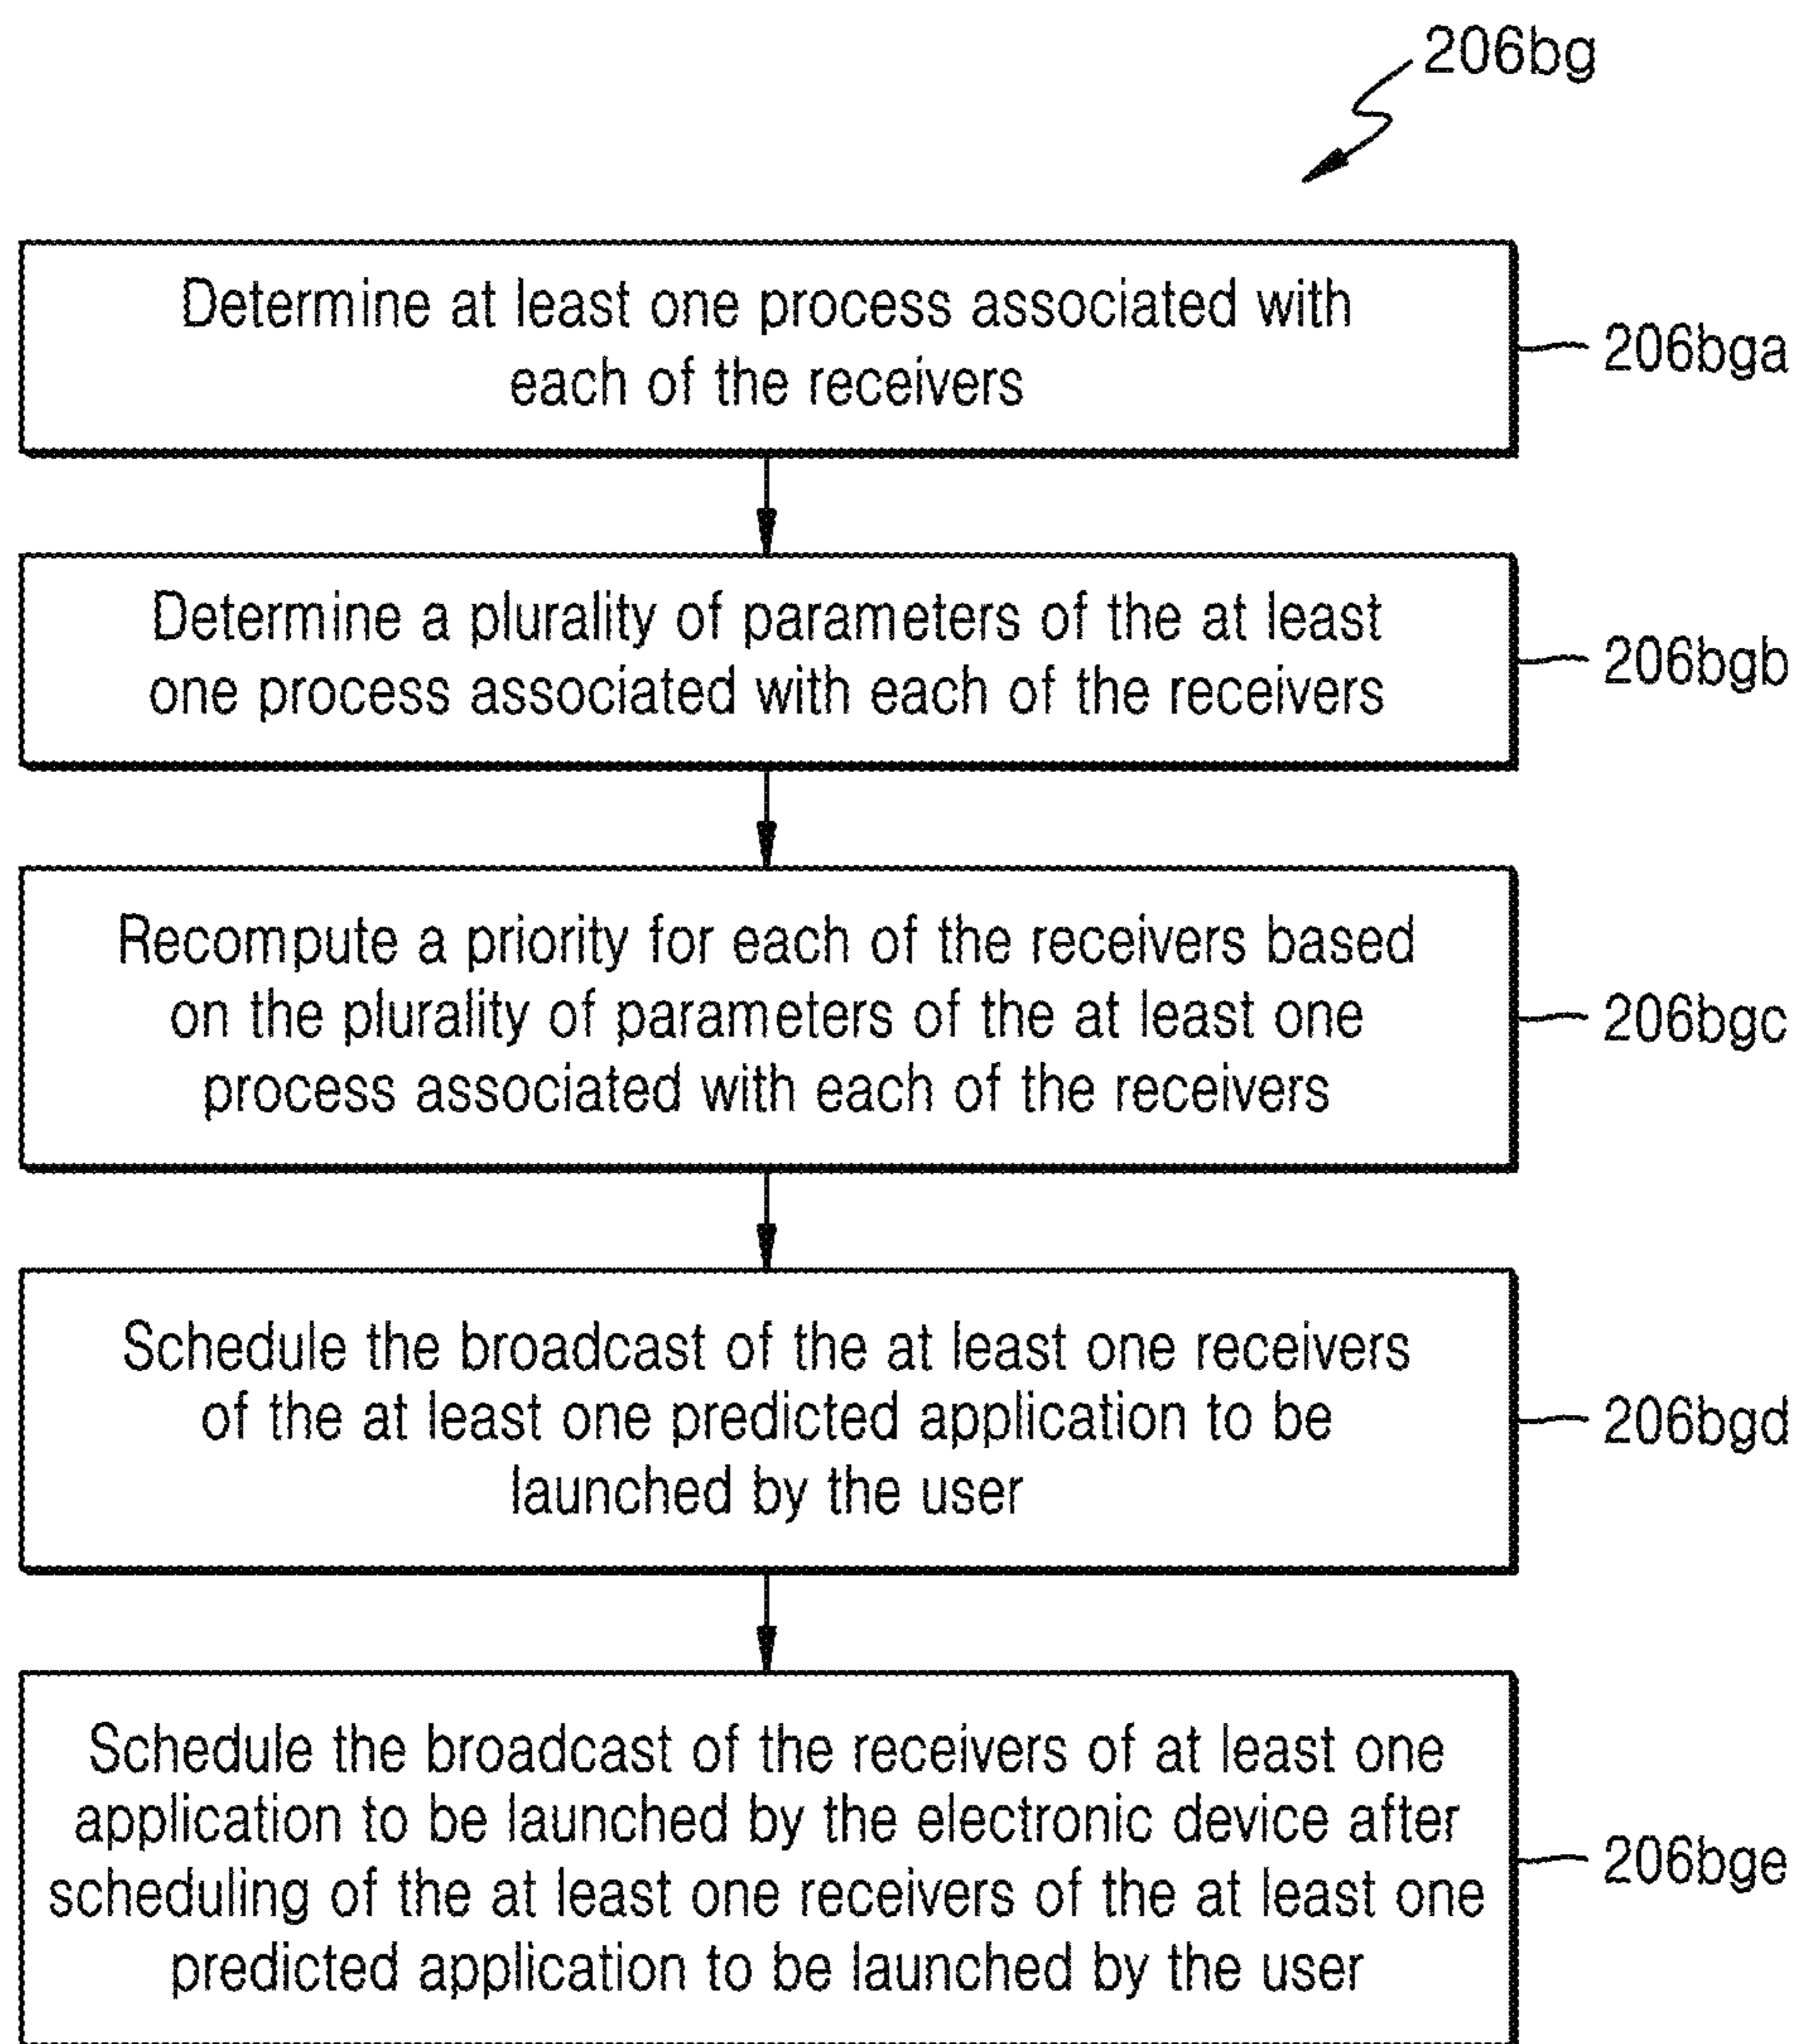 206bg
Determine at least one process associated with
each of the receivers
206bga
Determine a plurality of parameters of the at least
one process associated with each of the receivers
206bgb
Recompute a priority for each of the receivers based
on the plurality of parameters of the at least one
process associated with each of the receivers
206bgc
Schedule the broadcast of the at least one receivers
of the at least one predicted application to be
launched by the user
206bgd
Schedule the broadcast of the receivers of at least one
application to be launched by the electronic device after
scheduling of the at least one receivers of the at least one
predicted application to be launched by the user
206bge